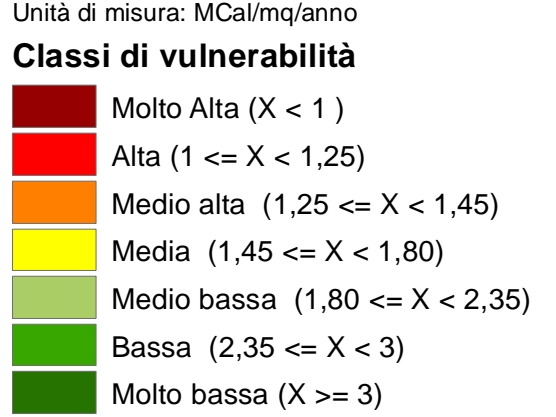 Unità di misura: MCal/mq/anno
Classi di vulnerabilità
Molto Alta (X < 1 )
Alta (1 <= X < 1,25)
Medio alta  (1,25 <= X < 1,45)
Media  (1,45 <= X < 1,80)
Medio bassa  (1,80 <= X < 2,35)
Bassa  (2,35 <= X < 3)
Molto bassa (X >= 3)